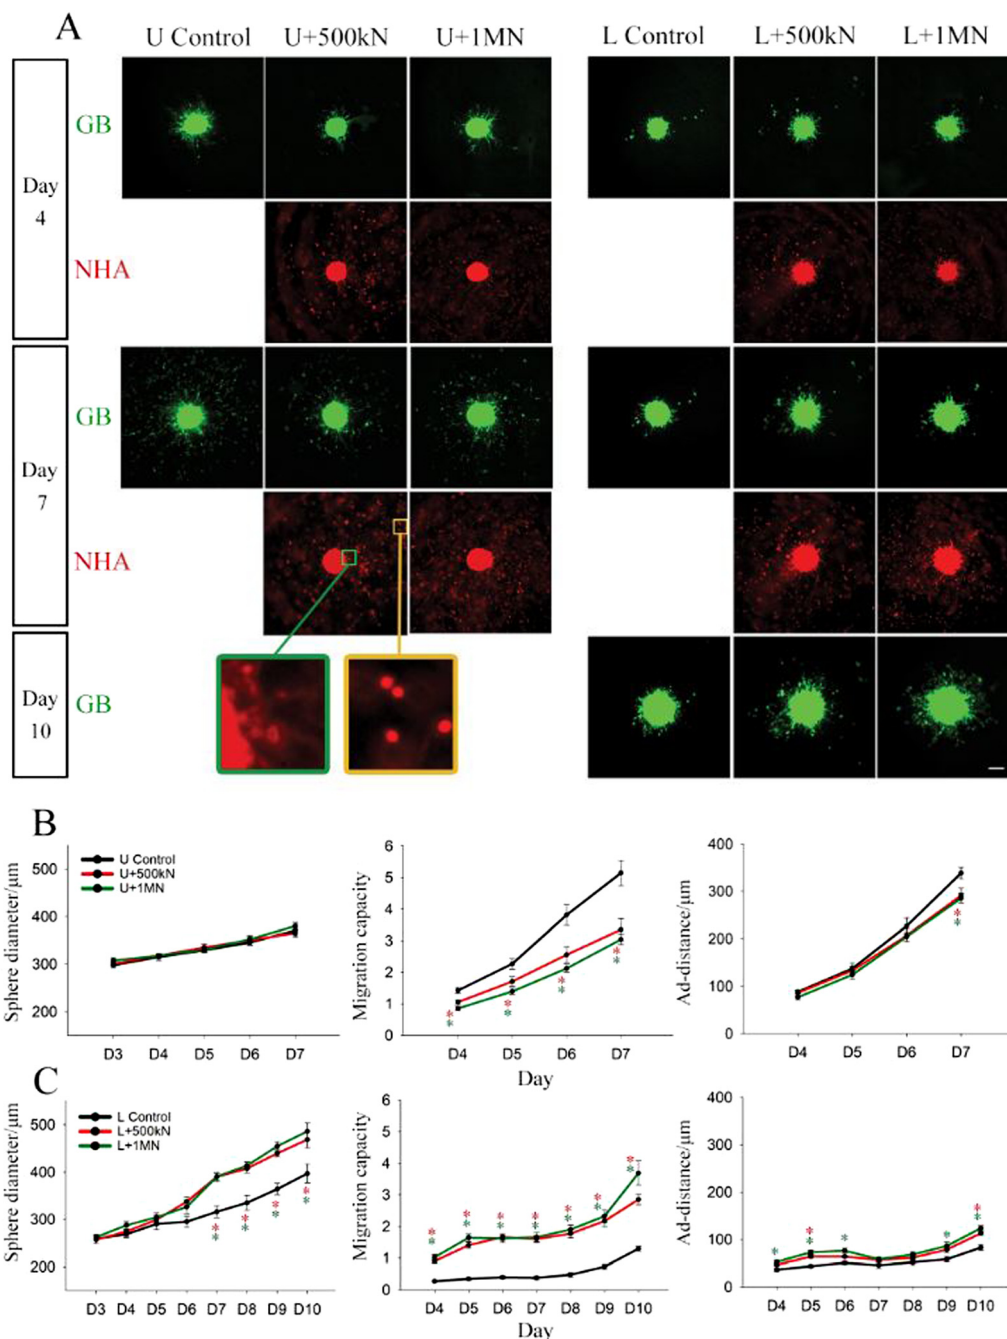 A
U Control U+500kN U+1MN L Control L+500kN L+1MN
Day
4
GB
NHA
Day
7
GB
NHA
Day
10
GB
B
Sphere diameter/μm
500
400
300
200
U Control
U+500kN
U+1MN
D3 D4 D5 D6 D7
Migration capacity
6
5
4
3
2
1
0
* * * *
* * * *
D4 D5 D6 D7
Day
Ad-distance/μm
400
300
200
100
0
*
*
D4 D5 D6 D7
C
Sphere diameter/μm
500
400
300
200
L Control
L+500kN
L+1MN
* * * *
* * * *
D3 D4 D5 D6 D7 D8 D9 D10
Migration capacity
6
5
4
3
2
1
0
* * * * * * *
* * * * * * *
D4 D5 D6 D7 D8 D9 D10
Day
Ad-distance/μm
400
300
200
100
0
* *
* * * * *
D4 D5 D6 D7 D8 D9 D10